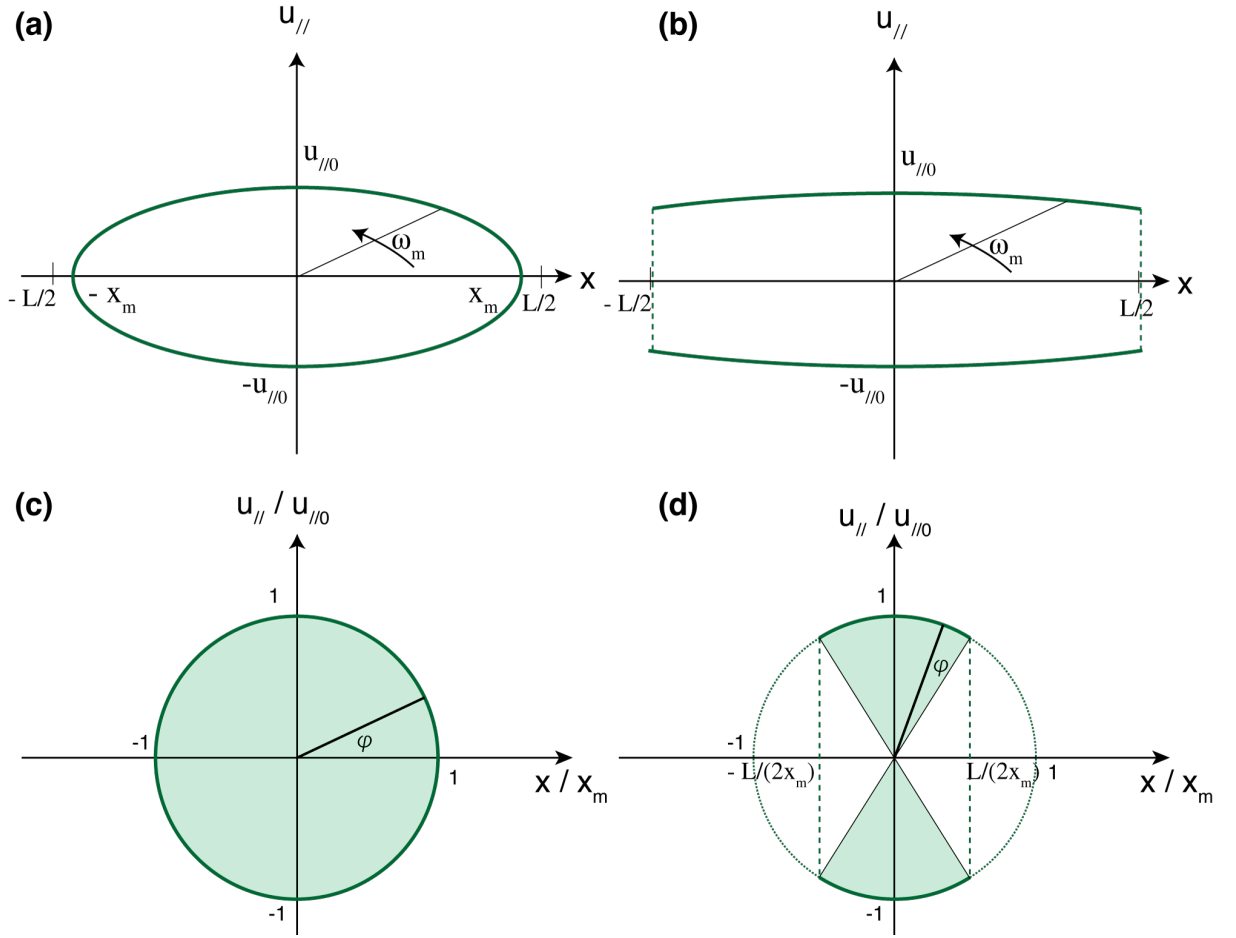 (a)
u//
u//0
ωm
x
- L/2
- xm
xm
L/2
-u//0
(b)
u//
u//0
ωm
x
- L/2
L/2
-u//0
(c)
u// / u//0
1
φ
-1
1
x / xm
-1
(d)
u// / u//0
1
φ
-1
- L/(2xm)
L/(2xm)
1
x / xm
-1